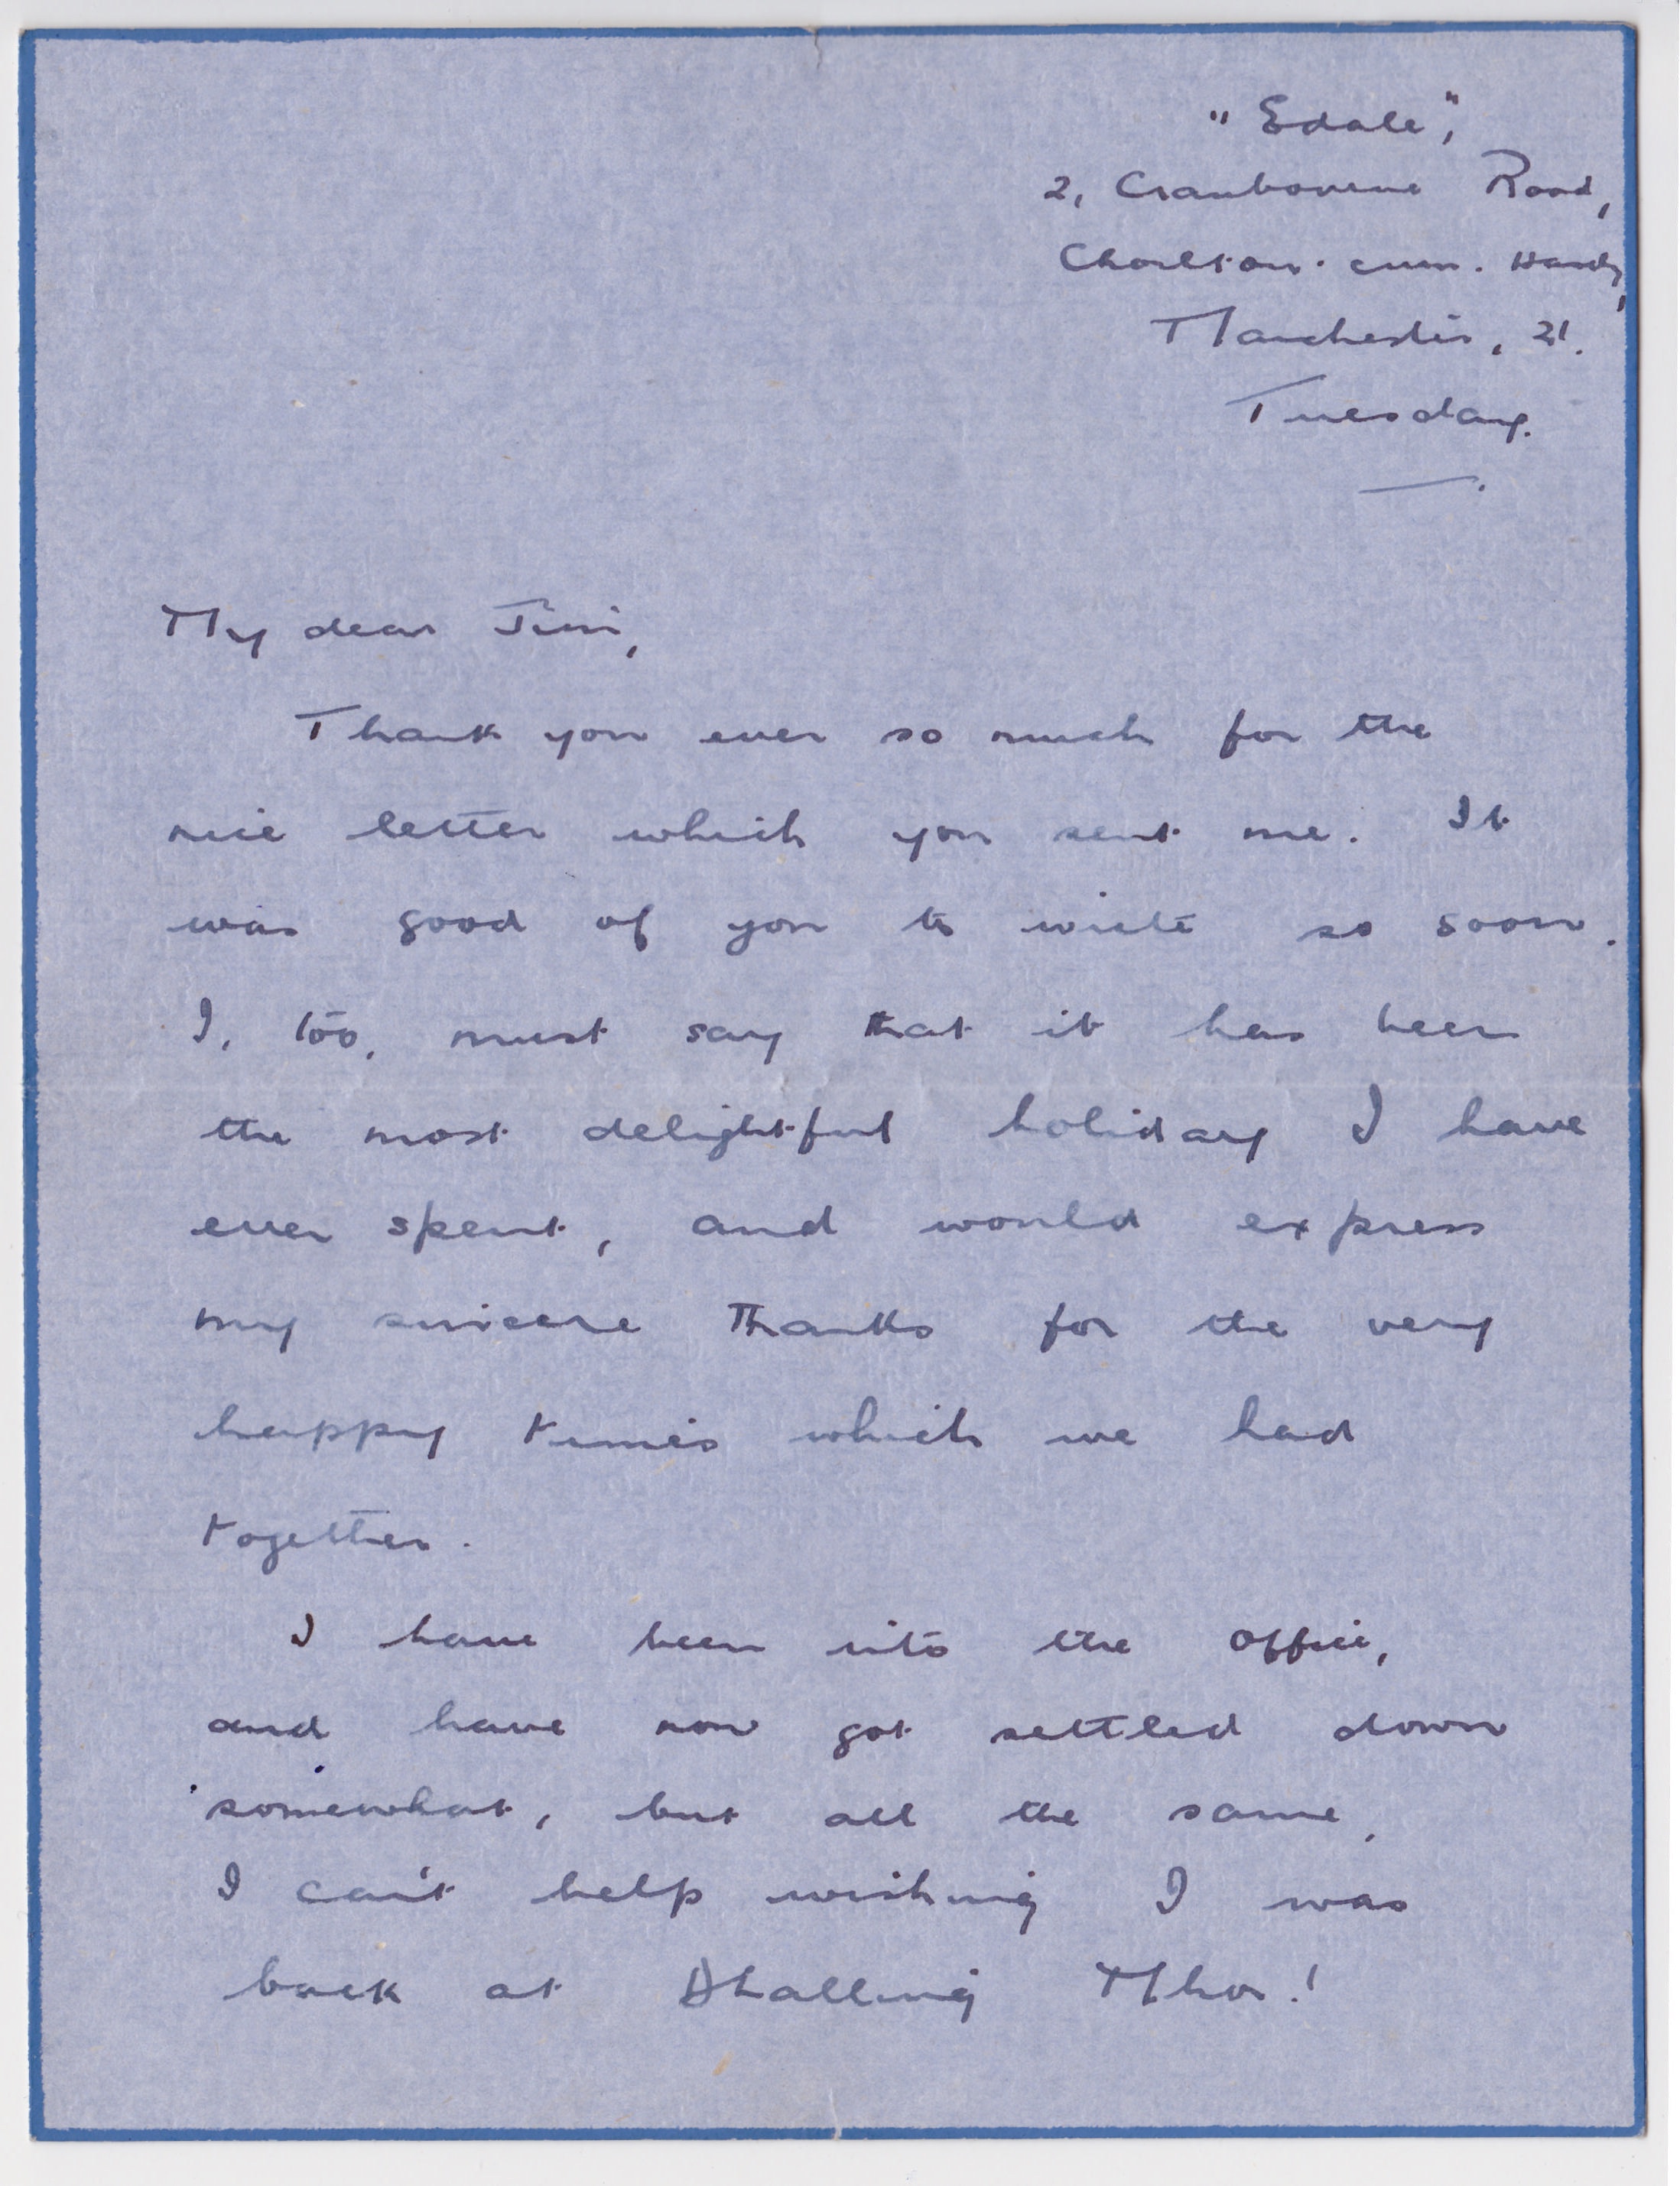 "Edale",
2, Cranbourne Road,
Chorlton-cum-Hardy,
Manchester, 21.
Tuesday.
My dear Jim,
Thank you ever so much for the
nice letter which you sent me. It
was good of you to write so soon.
I, too, must say that it has been
the most delightful holiday I have
ever spent, and would express
my sincere thanks for the very
happy times which we had
together.
I have been into the office,
and have now got settled down
somewhat, but all the same,
I can't help wishing I was
back at Dhalling Mhor!